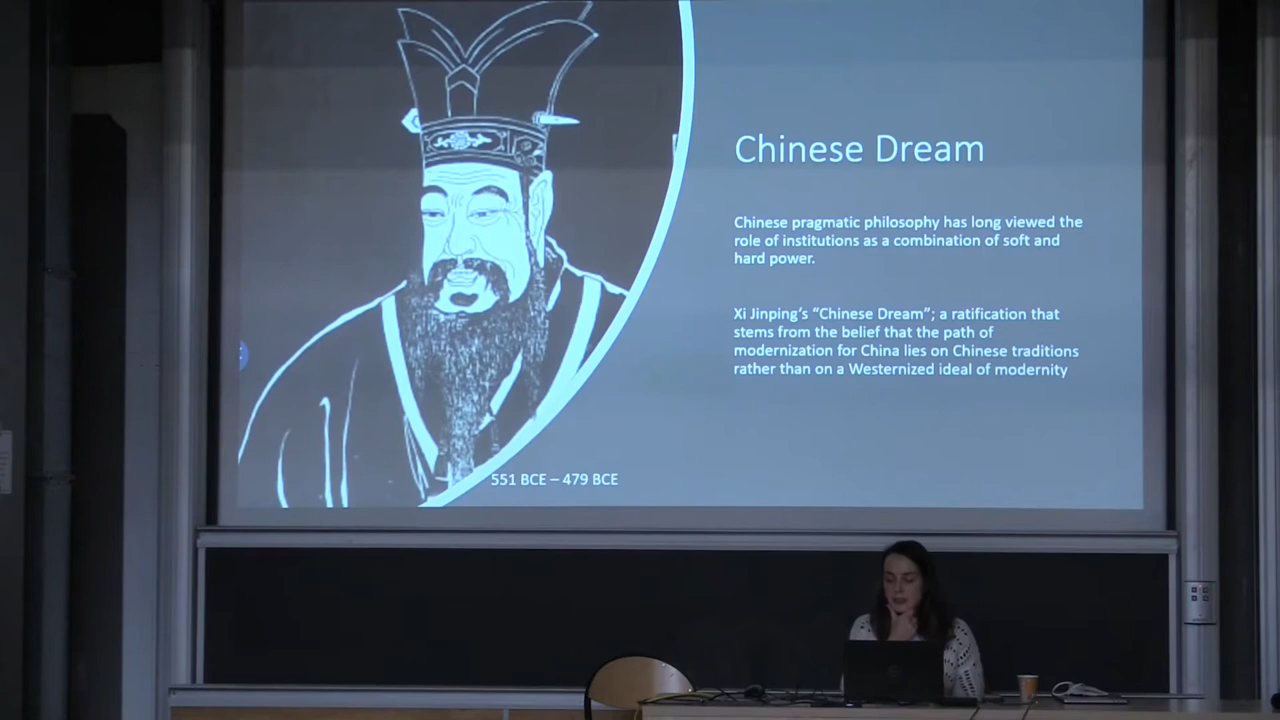 Chinese Dream
Chinese pragmatic philosophy has long viewed the
role of institutions as a combination of soft and
hard power.
Xi Jinping's “Chinese Dream”; a ratification that
stems from the belief that the path of
modernization for China lies on Chinese traditions
rather than on a Westernized ideal of modernity
551 BCE – 479 BCE